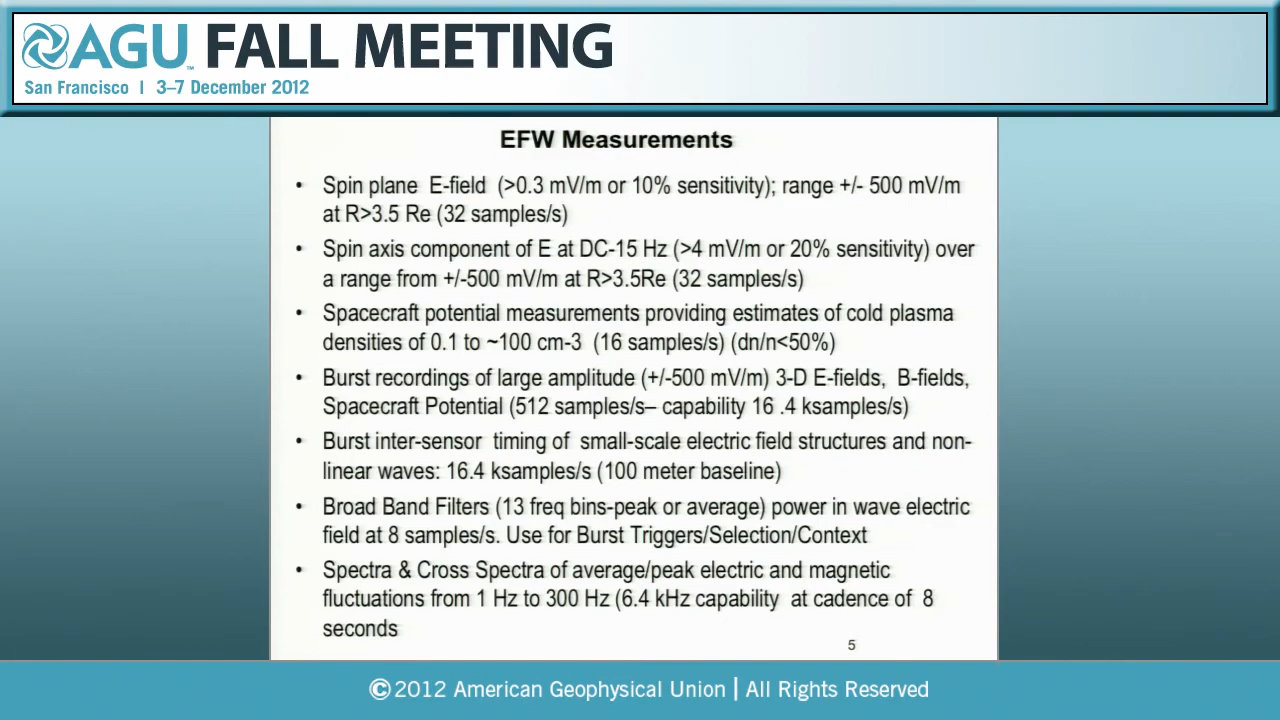 AGU™ FALL MEETING
San Francisco | 3–7 December 2012
EFW Measurements
• Spin plane E-field (>0.3 mV/m or 10% sensitivity); range +/- 500 mV/m
at R>3.5 Re (32 samples/s)
• Spin axis component of E at DC-15 Hz (>4 mV/m or 20% sensitivity) over
a range from +/-500 mV/m at R>3.5Re (32 samples/s)
• Spacecraft potential measurements providing estimates of cold plasma
densities of 0.1 to ~100 cm-3 (16 samples/s) (dn/n<50%)
• Burst recordings of large amplitude (+/-500 mV/m) 3-D E-fields, B-fields,
Spacecraft Potential (512 samples/s– capability 16 .4 ksamples/s)
• Burst inter-sensor timing of small-scale electric field structures and non-
linear waves: 16.4 ksamples/s (100 meter baseline)
• Broad Band Filters (13 freq bins-peak or average) power in wave electric
field at 8 samples/s. Use for Burst Triggers/Selection/Context
• Spectra & Cross Spectra of average/peak electric and magnetic
fluctuations from 1 Hz to 300 Hz (6.4 kHz capability at cadence of 8
seconds
5
©2012 American Geophysical Union | All Rights Reserved